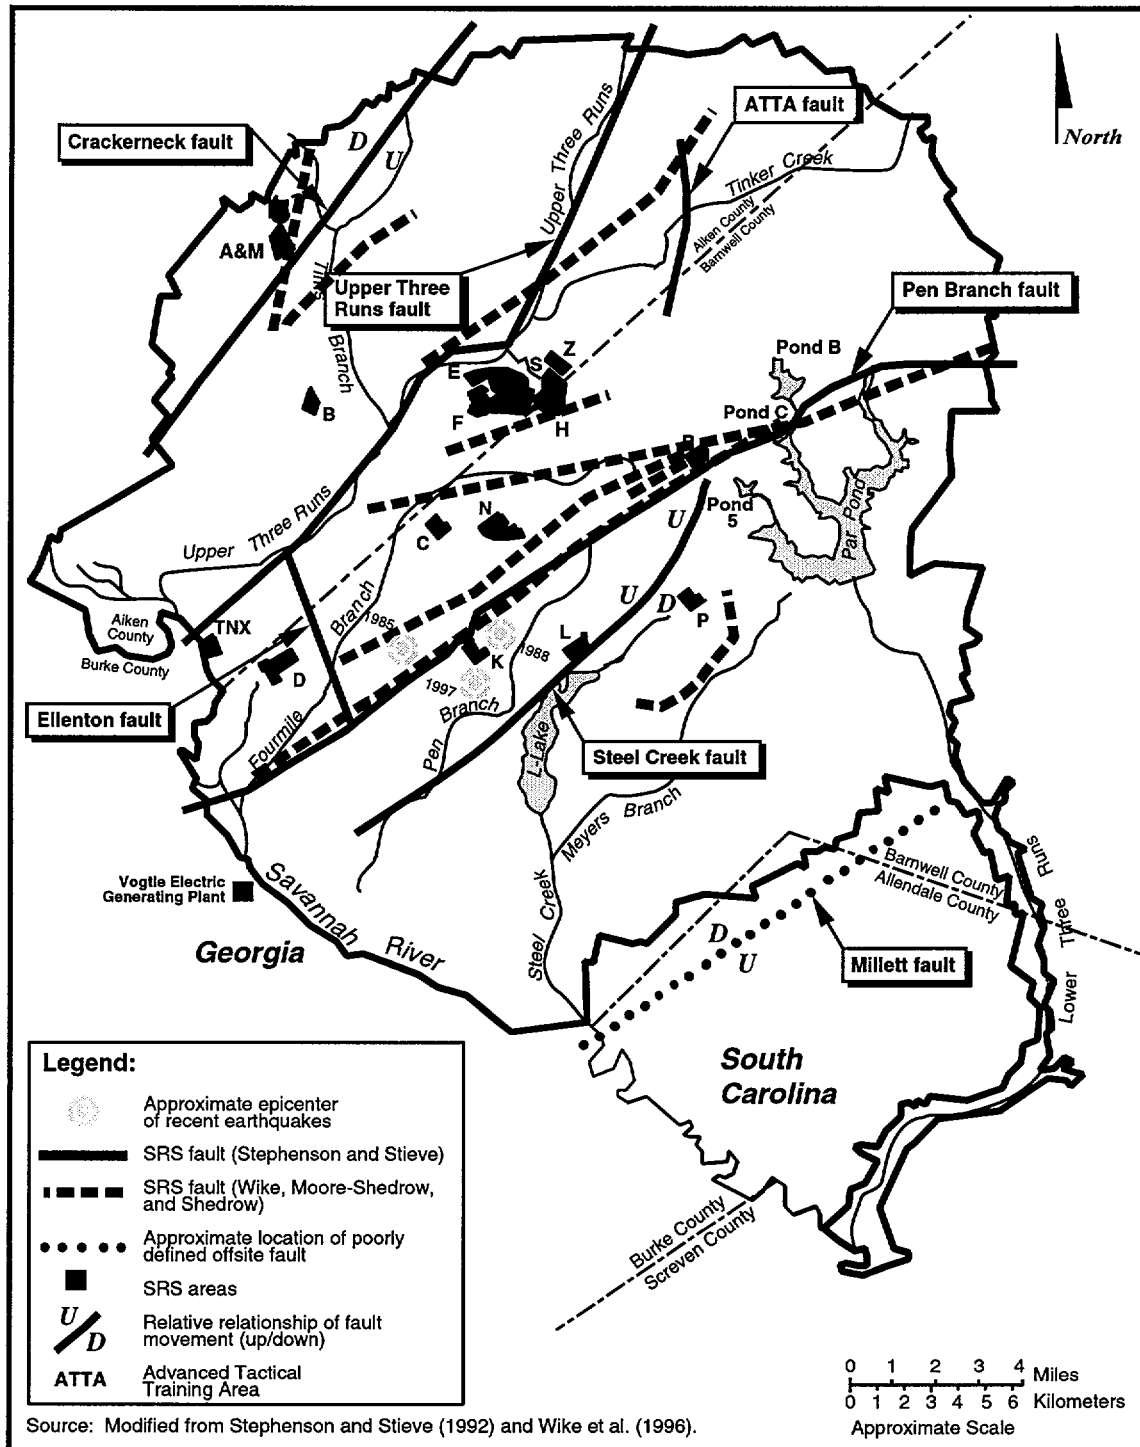 North
ATTA fault
Crackerneck fault
D
U
Upper Three Runs
Tinker Creek
Aiken County
Barnwell County
A&M
Tims
Branch
Upper Three
Runs fault
Pen Branch fault
Pond B
Z
S
E
B
F
H
Pond C
R
Pond
5
Par Pond
N
C
U
Upper Three Runs
U
D
P
Branch
1985
Aiken
County
Burke County
TNX
L
K
1988
D
1997
Branch
Ellenton fault
Fourmile
Pen
L-Lake
Steel Creek fault
Meyers Branch
Barnwell County
Allendale County
Runs
Three
Lower
Vogtle Electric
Generating Plant
Savannah River
Georgia
Steel Creek
D
U
Millett fault
South
Carolina
Burke County
Screven County
Legend:
Approximate epicenter
of recent earthquakes
SRS fault (Stephenson and Stieve)
SRS fault (Wike, Moore-Shedrow,
and Shedrow)
Approximate location of poorly
defined offsite fault
SRS areas
U
D
Relative relationship of fault
movement (up/down)
ATTA
Advanced Tactical
Training Area
0 1 2 3 4 Miles
0 1 2 3 4 5 6 Kilometers
Approximate Scale
Source: Modified from Stephenson and Stieve (1992) and Wike et al. (1996).